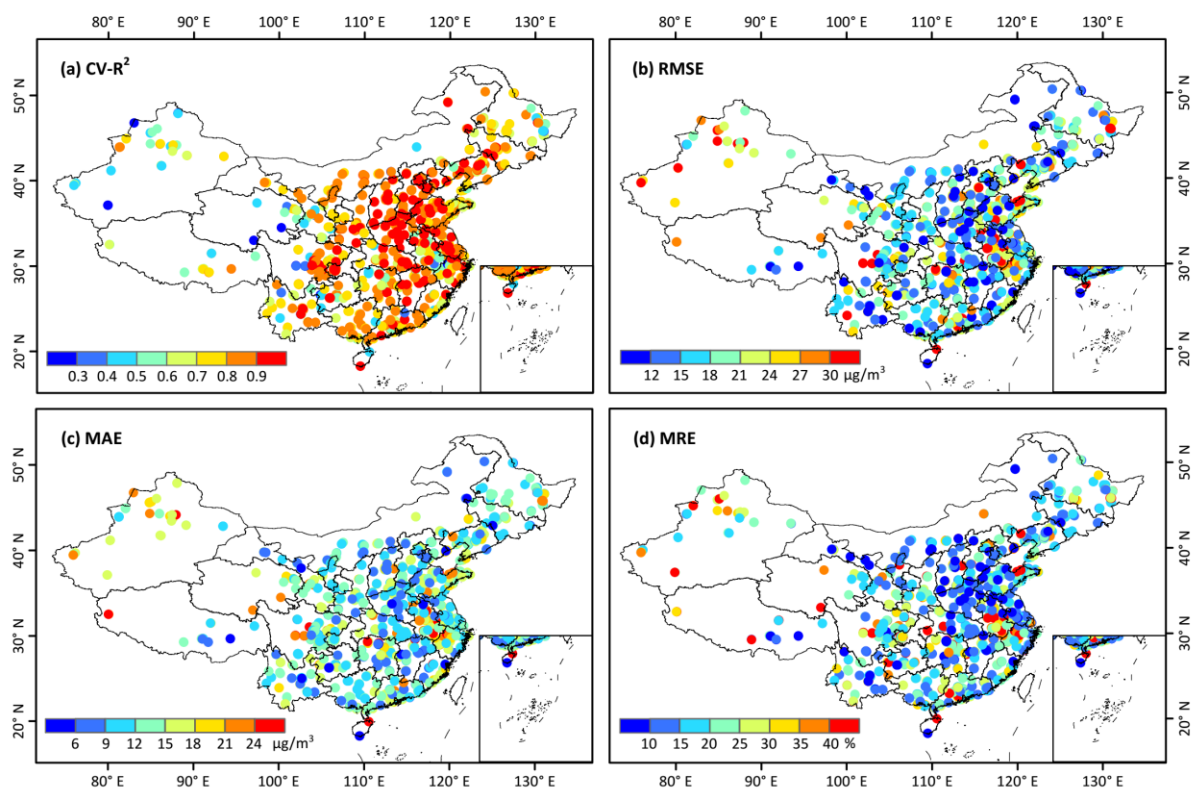 80° E 90° E 100° E 110° E 120° E 130° E 80° E 90° E 100° E 110° E 120° E 130° E
(a) CV-R²
50° N
40° N
30° N
20° N
0.3 0.4 0.5 0.6 0.7 0.8 0.9
(b) RMSE
50° N
40° N
30° N
20° N
12 15 18 21 24 27 30 µg/m³
(c) MAE
50° N
40° N
30° N
20° N
6 9 12 15 18 21 24 µg/m³
(d) MRE
50° N
40° N
30° N
20° N
10 15 20 25 30 35 40 %
80° E 90° E 100° E 110° E 120° E 130° E 80° E 90° E 100° E 110° E 120° E 130° E